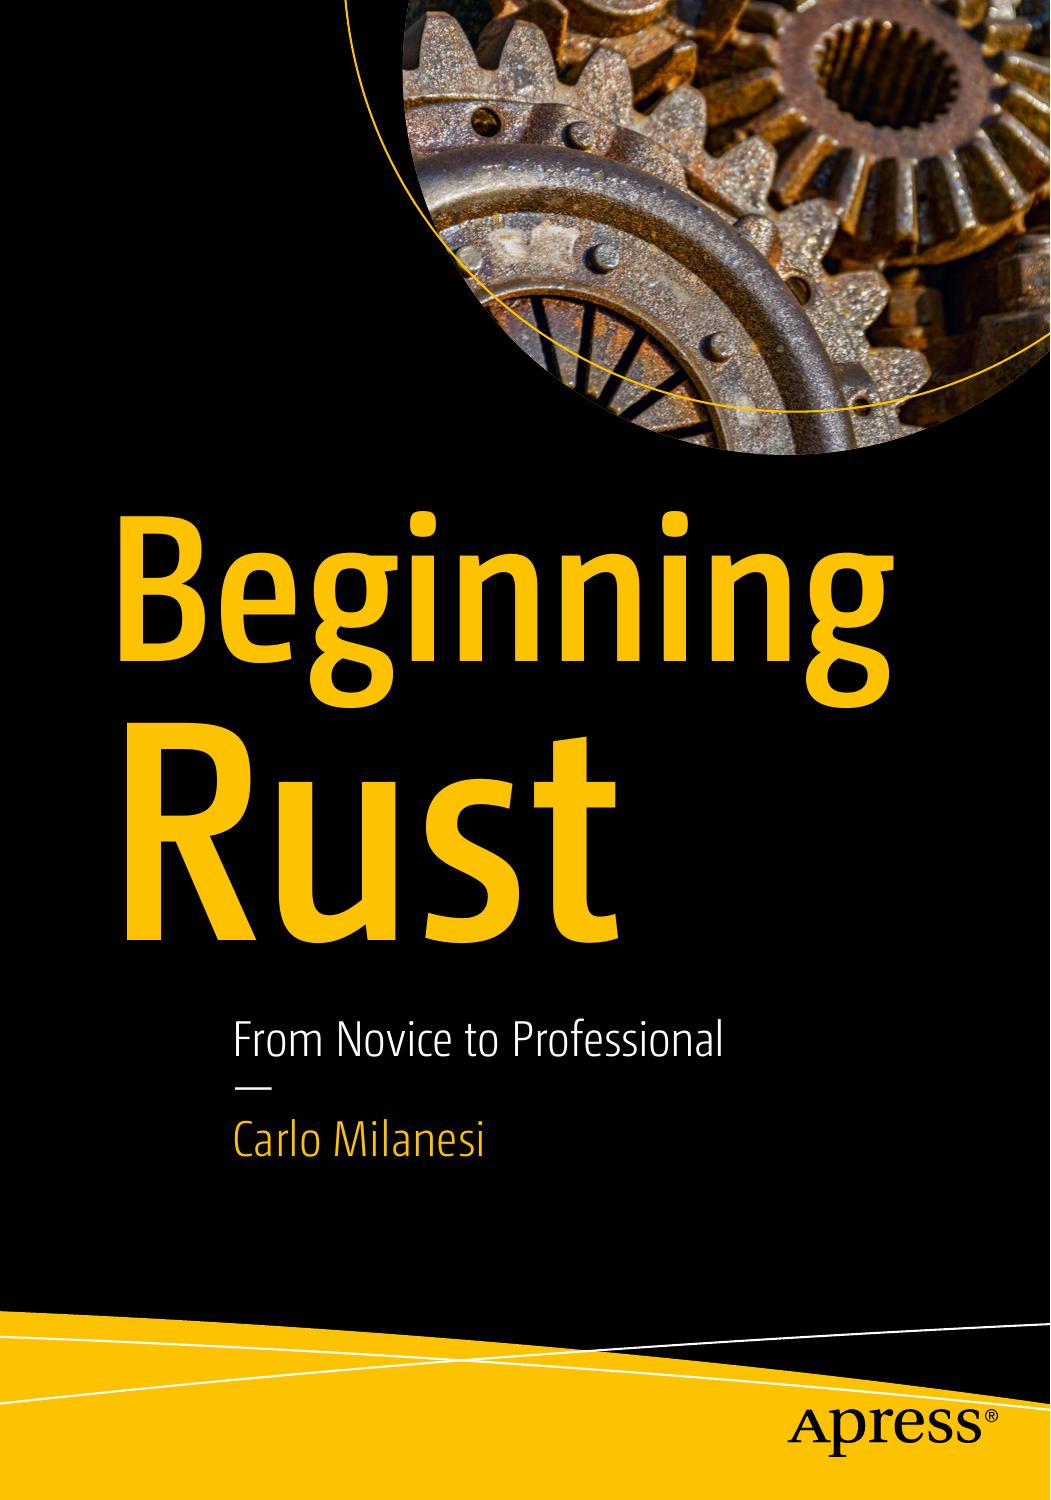 Beginning
Rust
From Novice to Professional
—
Carlo Milanesi
Apress®